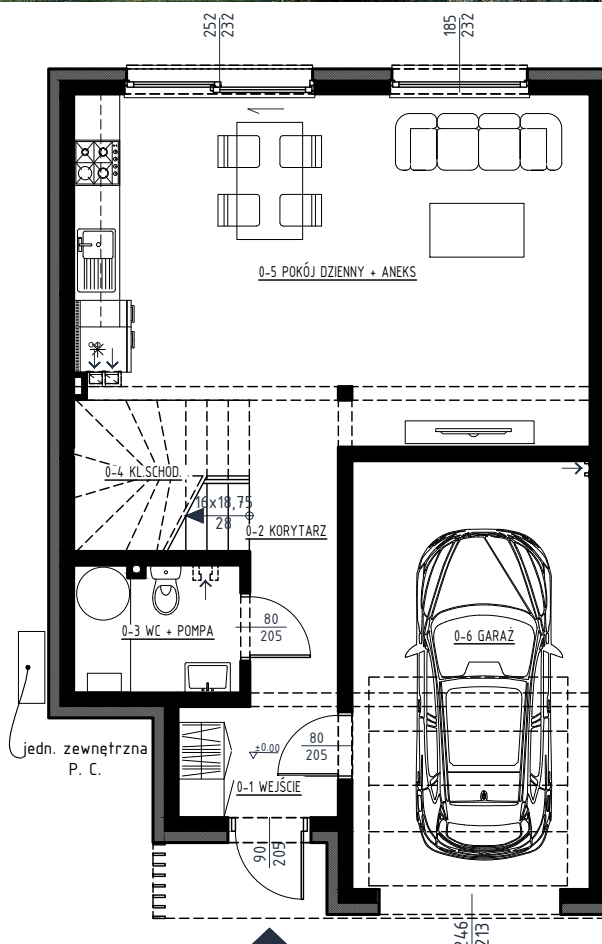 252
232
185
232
0-5 POKÓJ DZIENNY + ANEKS
0-4 KL.SCHOD.
16x18,75
28
0-2 KORYTARZ
80
205
0-3 WC + POMPA
0-6 GARAŻ
jedn. zewnętrzna
P. C.
±0.00
80
205
0-1 WEJŚCIE
90
205
246
213